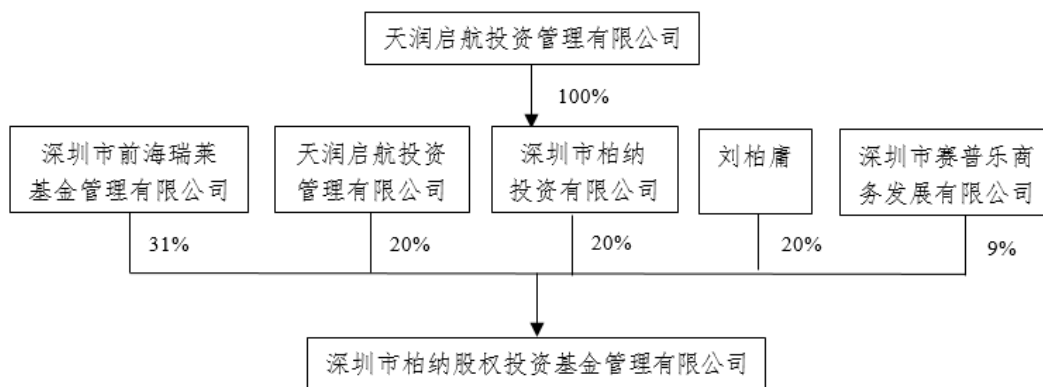 天润启航投资管理有限公司
100%
深圳市前海瑞莱
基金管理有限公司
天润启航投资
管理有限公司
深圳市柏纳
投资有限公司
刘柏庸
深圳市赛普乐商
务发展有限公司
31%
20%
20%
20%
9%
深圳市柏纳股权投资基金管理有限公司